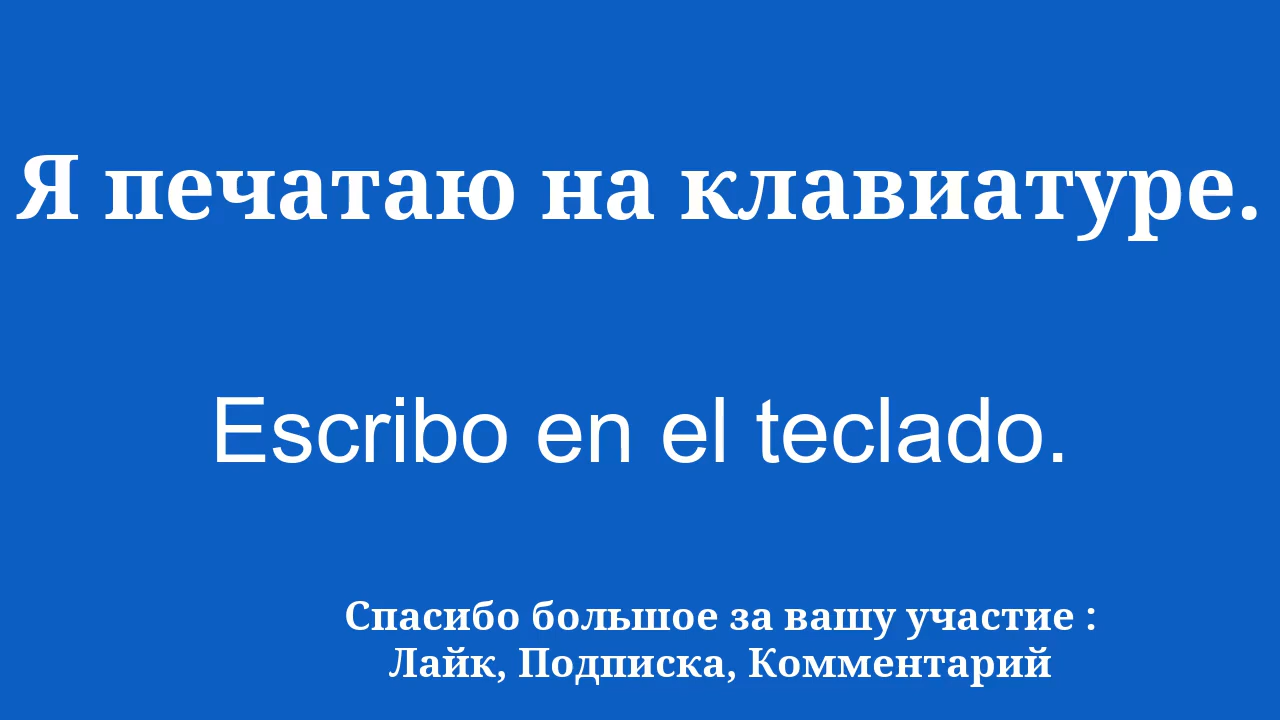 Я печатаю на клавиатуре.
Escribo en el teclado.
Спасибо большое за вашу участие :
Лайк, Подписка, Комментарий